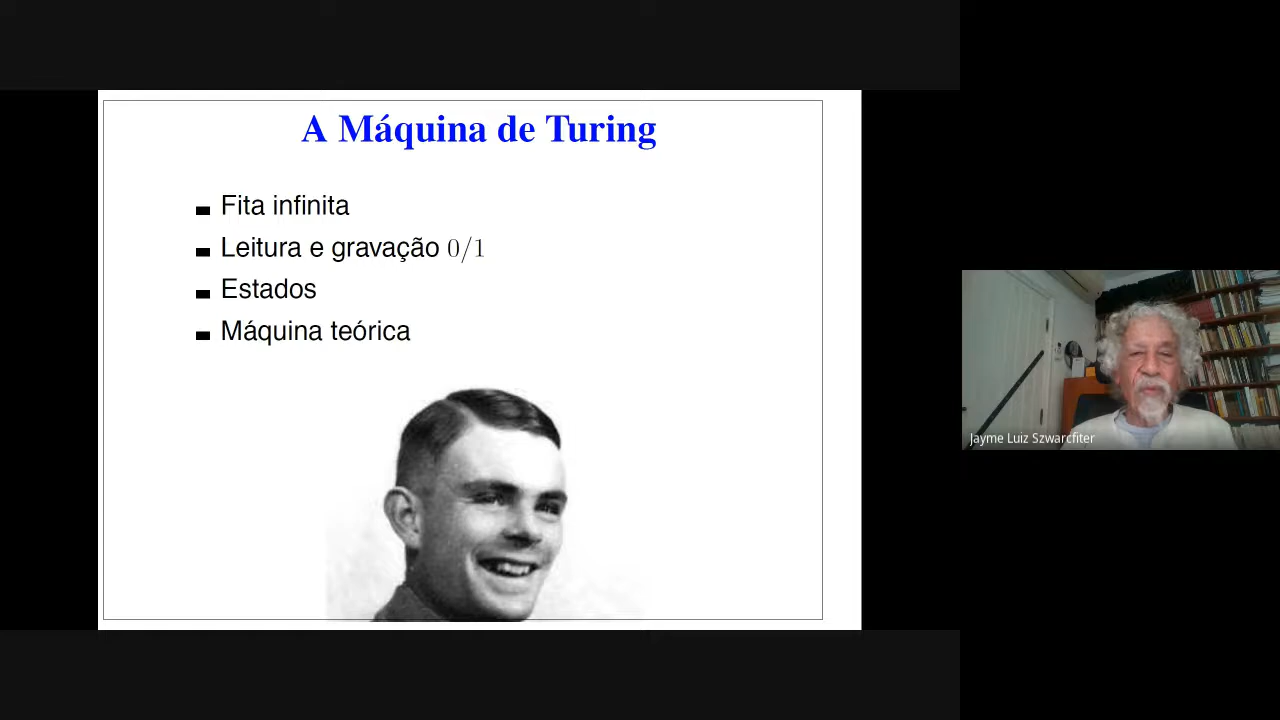 A Máquina de Turing
Fita infinita
Leitura e gravação 0/1
Estados
Máquina teórica
Jayme Luiz Szwarcfiter